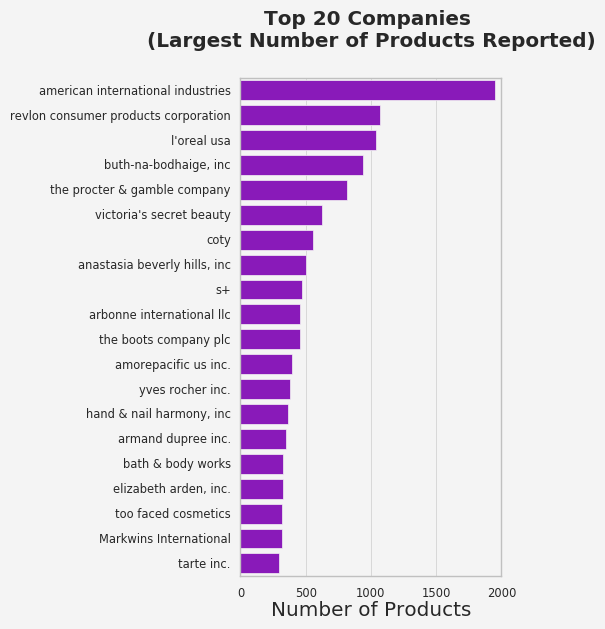 Top 20 Companies
(Largest Number of Products Reported)
american international industries
revlon consumer products corporation
l'oreal usa
buth-na-bodhaige, inc
the procter & gamble company
victoria's secret beauty
coty
anastasia beverly hills, inc
s+
arbonne international llc
the boots company plc
amorepacific us inc.
yves rocher inc.
hand & nail harmony, inc
armand dupree inc.
bath & body works
elizabeth arden, inc.
too faced cosmetics
Markwins International
tarte inc.
0 500 1000 1500 2000
Number of Products